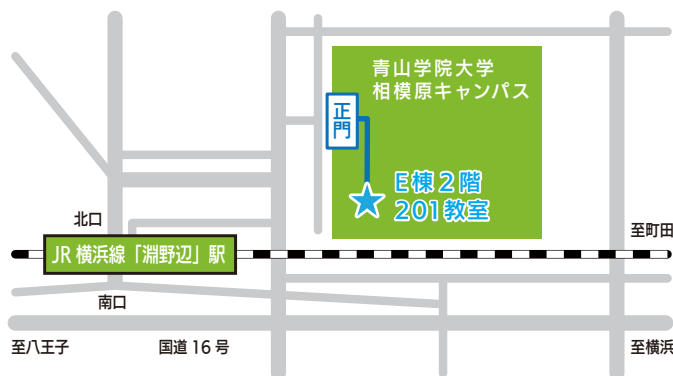 青山学院大学
相模原キャンパス
正門
E棟2階
201教室
北口
至町田
JR 横浜線「淵野辺」駅
南口
至八王子
国道 16 号
至横浜